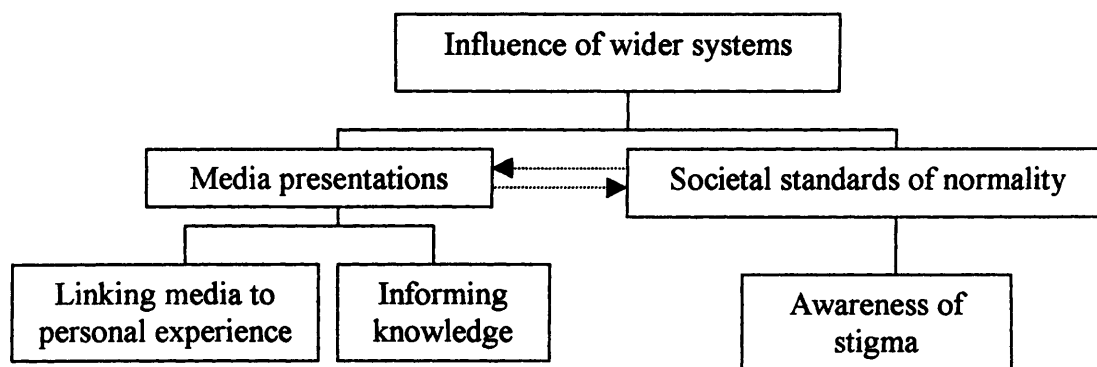 Influence of wider systems
Media presentations
Societal standards of normality
Linking media to
personal experience
Informing
knowledge
Awareness of
stigma